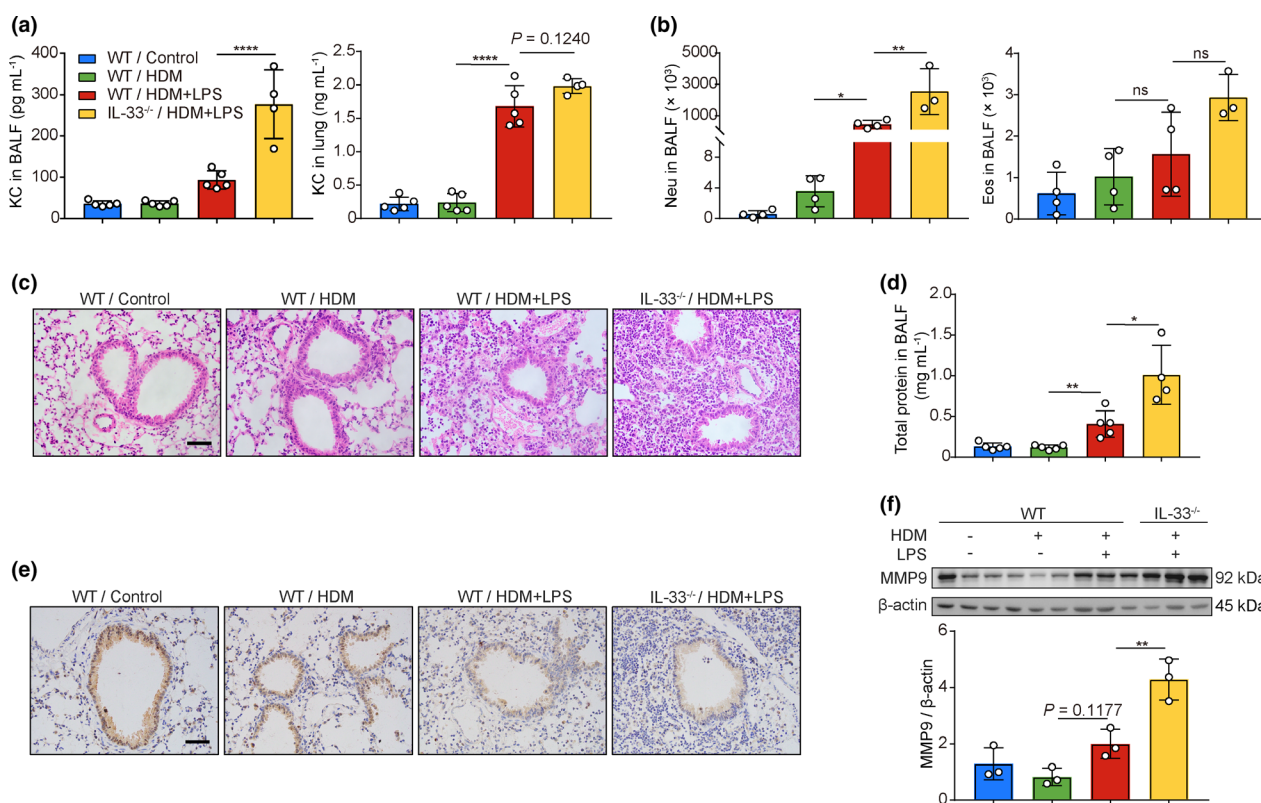 (a)
KC in BALF (pg mL-1)
400
300
200
100
0
WT / Control
WT / HDM
WT / HDM+LPS
IL-33-/- / HDM+LPS
****
KC in lung (ng mL-1)
2.5
2.0
1.5
1.0
0.5
0
****
P = 0.1240
(b)
Neu in BALF (× 10³)
5000
3000
1000
8
4
0
*
**
Eos in BALF (× 10³)
4
3
2
1
0
ns
ns
(c)
WT / Control
WT / HDM
WT / HDM+LPS
IL-33-/- / HDM+LPS
(d)
Total protein in BALF
(mg mL-1)
2.0
1.5
1.0
0.5
0
**
*
(e)
WT / Control
WT / HDM
WT / HDM+LPS
IL-33-/- / HDM+LPS
(f)
WT IL-33-/-
HDM - + + +
LPS - - + +
MMP9 92 kDa
β-actin 45 kDa
MMP9 / β-actin
6
4
2
0
P = 0.1177
**